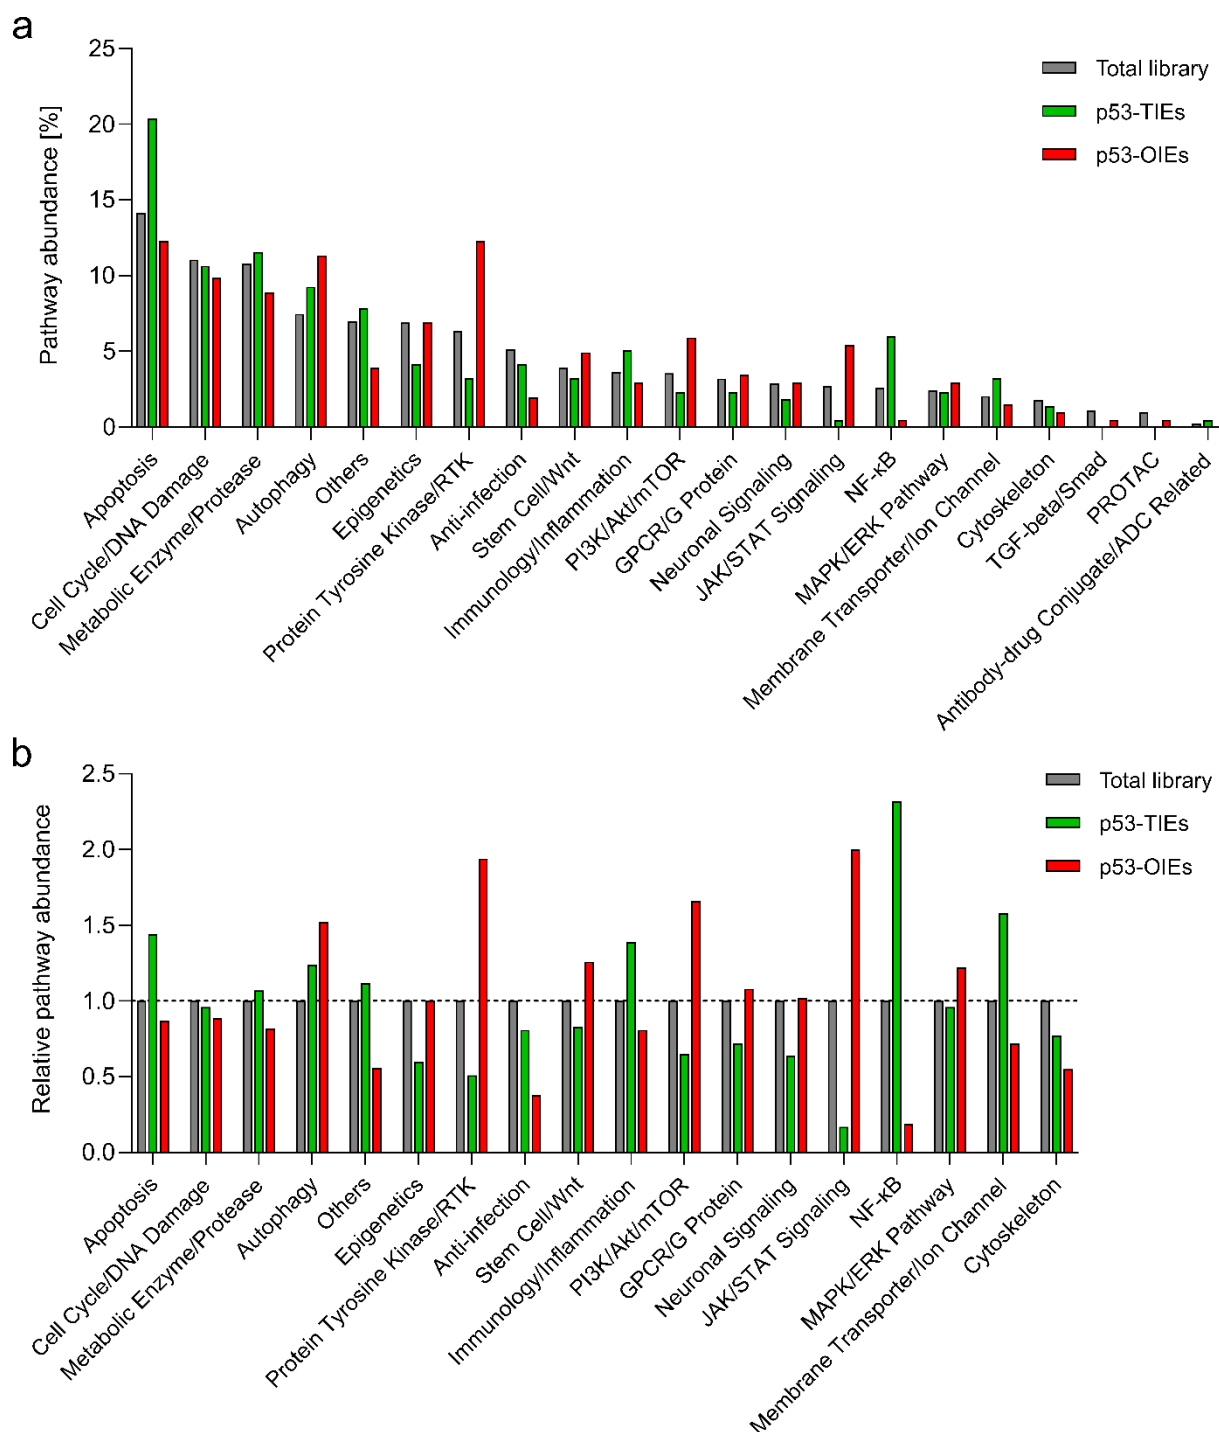 a
Pathway abundance [%]
25
20
15
10
5
0
Total library
p53-TIEs
p53-OIEs
Apoptosis
Cell Cycle/DNA Damage
Metabolic Enzyme/Protease
Autophagy
Others
Epigenetics
Protein Tyrosine Kinase/RTK
Anti-infection
Stem Cell/Wnt
Immunology/Inflammation
PI3K/Akt/mTOR
GPCR/G Protein
Neuronal Signaling
JAK/STAT Signaling
NF-κB
MAPK/ERK Pathway
Membrane Transporter/Ion Channel
Cytoskeleton
TGF-beta/Smad
PROTAC
Antibody-drug Conjugate/ADC Related
b
Relative pathway abundance
2.5
2.0
1.5
1.0
0.5
0.0
Total library
p53-TIEs
p53-OIEs
Apoptosis
Cell Cycle/DNA Damage
Metabolic Enzyme/Protease
Autophagy
Others
Epigenetics
Protein Tyrosine Kinase/RTK
Anti-infection
Stem Cell/Wnt
Immunology/Inflammation
PI3K/Akt/mTOR
GPCR/G Protein
Neuronal Signaling
JAK/STAT Signaling
NF-κB
MAPK/ERK Pathway
Membrane Transporter/Ion Channel
Cytoskeleton